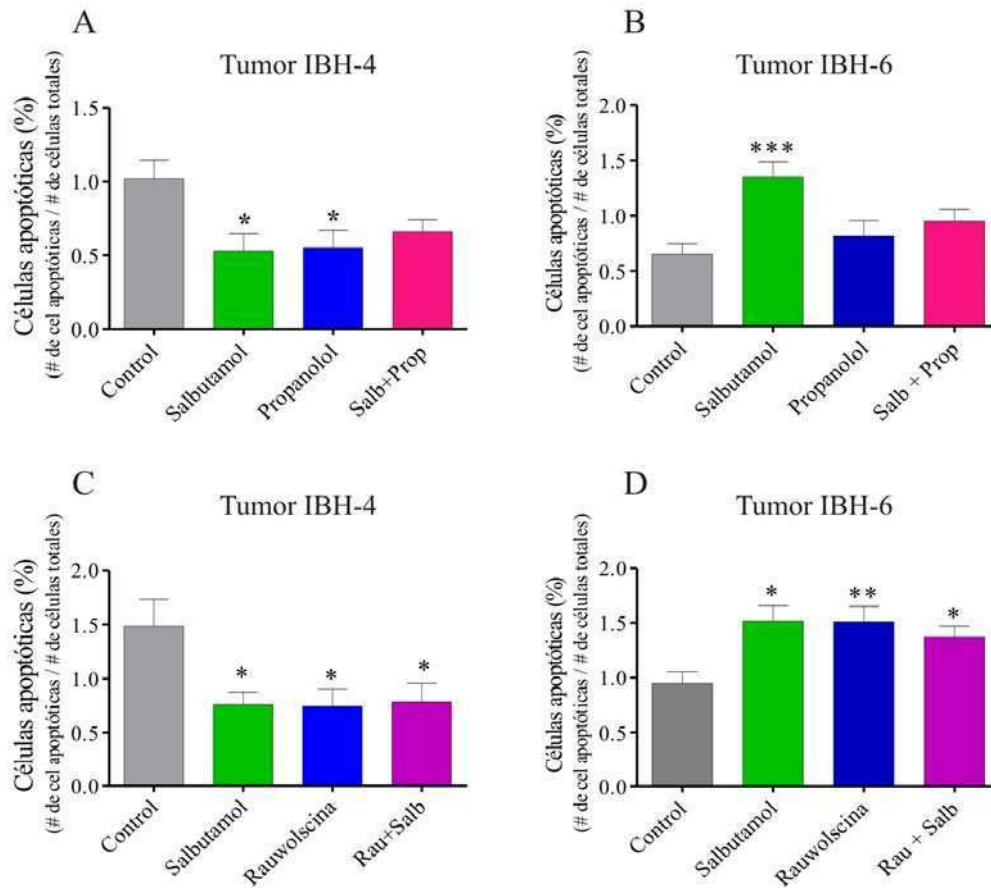 A
Tumor IBH-4
Células apoptóticas (%)
(# de cel apoptóticas / # de células totales)
1.5
1.0
0.5
0.0
*
*
Control
Salbutamol
Propanolol
Salb+Prop
B
Tumor IBH-6
Células apoptóticas (%)
(# de cel apoptóticas / # de células totales)
2.0
1.5
1.0
0.5
0.0
***
Control
Salbutamol
Propanolol
Salb + Prop
C
Tumor IBH-4
Células apoptóticas (%)
(# de cel apoptóticas / # de células totales)
2.0
1.5
1.0
0.5
0.0
*
*
*
Control
Salbutamol
Rauwolscina
Rau+Salb
D
Tumor IBH-6
Células apoptóticas (%)
(# de cel apoptóticas / # de células totales)
2.0
1.5
1.0
0.5
0.0
*
**
*
Control
Salbutamol
Rauwolscina
Rau + Salb